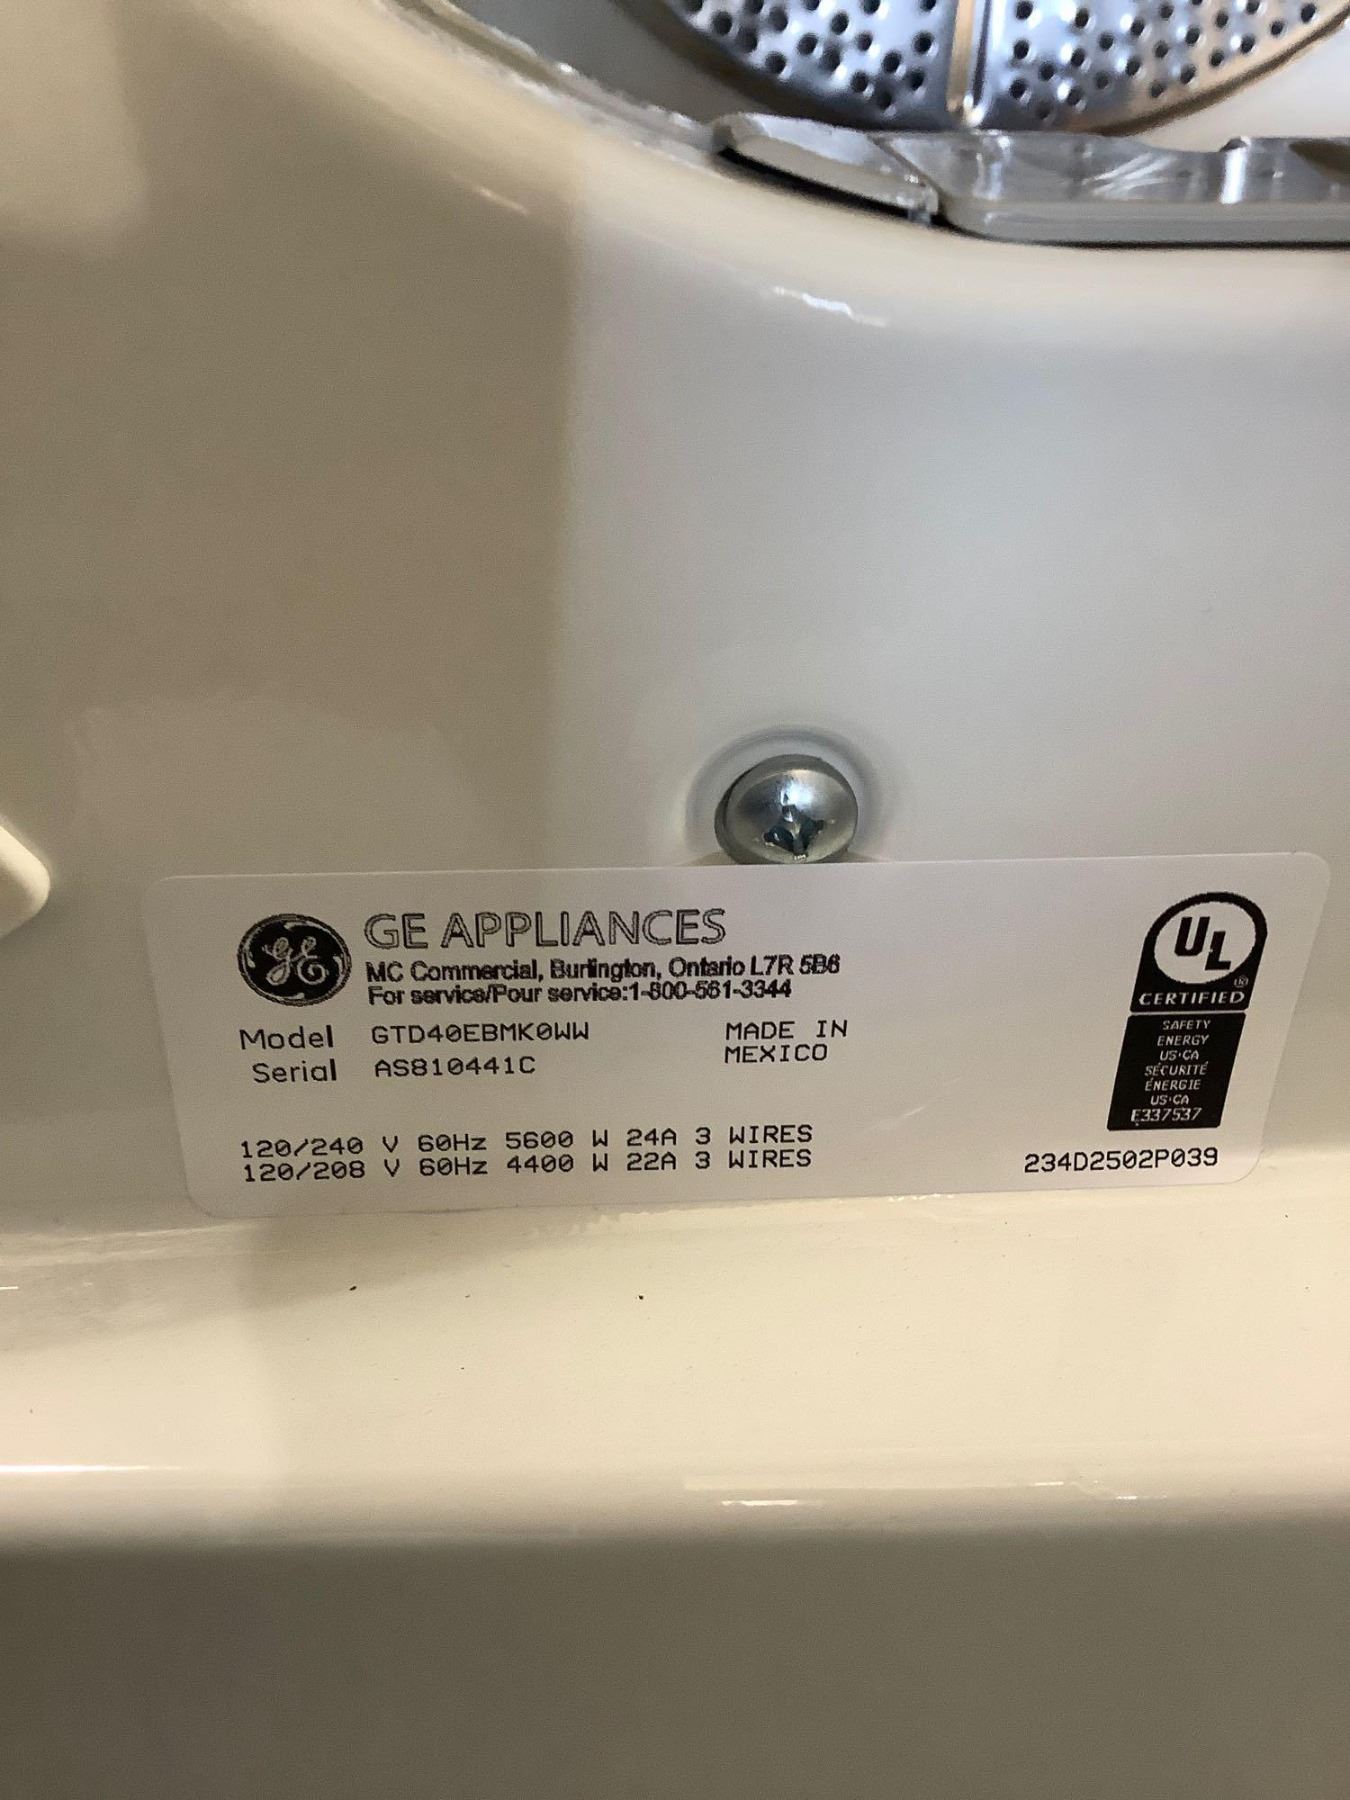 GE
GE APPLIANCES
MC Commercial, Burlington, Ontario L7R 5B6
For service/Pour service:1-800-561-3344
Model GTD40EBMK0WW
Serial AS810441C
MADE IN
MEXICO
120/240 V 60Hz 5600 W 24A 3 WIRES
120/208 V 60Hz 4400 W 22A 3 WIRES
UL
®
CERTIFIED
SAFETY
ENERGY
US·CA
SÉCURITÉ
ÉNERGIE
US·CA
E337537
234D2502P039